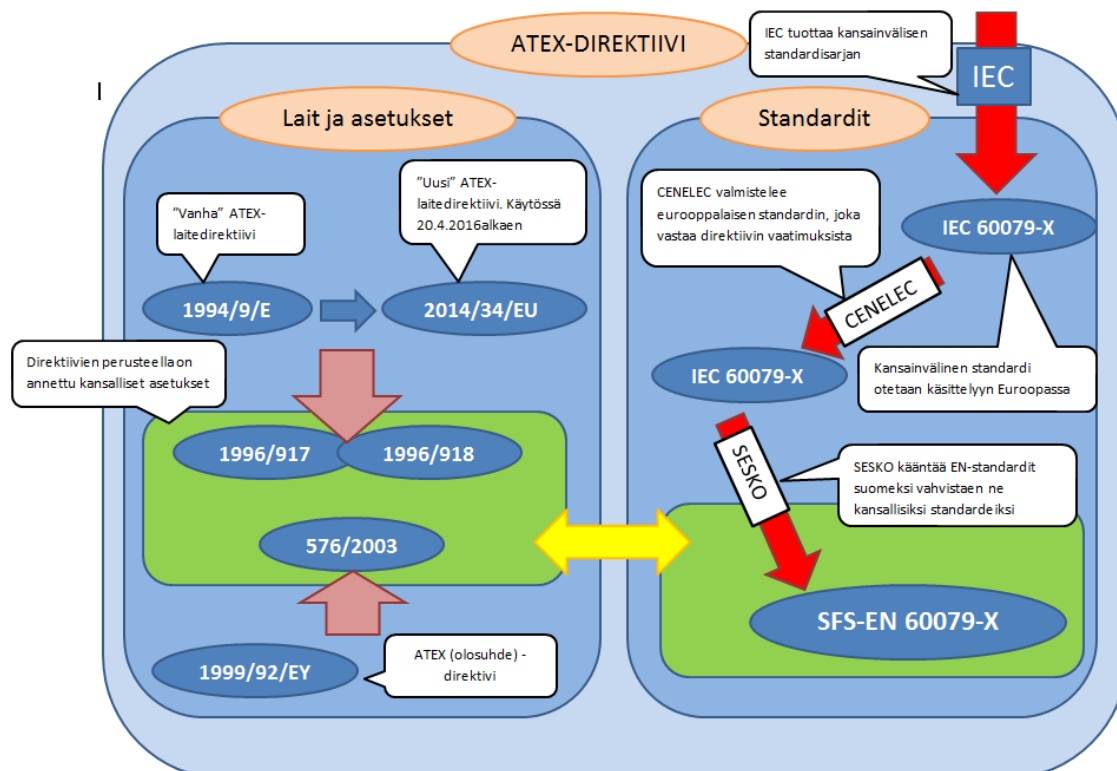 ATEX-DIREKTIIVI
IEC tuottaa kansainvälisen
standardisarjan
IEC
I
Lait ja asetukset
Standardit
"Vanha" ATEX-
laitedirektiivi
"Uusi" ATEX-
laitedirektiivi. Käytössä
20.4.2016alkaen
1994/9/E
2014/34/EU
Direktiivien perusteella on
annettu kansalliset asetukset
1996/917
1996/918
576/2003
1999/92/EY
ATEX (olosuhde) -
direktivi
CENELEC valmistelee
eurooppalaisen standardin, joka
vastaa direktiivin vaatimuksista
IEC 60079-X
CENELEC
IEC 60079-X
Kansainvälinen standardi
otetaan käsittelyyn Euroopassa
SESKO
SESKO kääntää EN-standardit
suomeksi vahvistaen ne
kansallisiksi standardeiksi
SFS-EN 60079-X